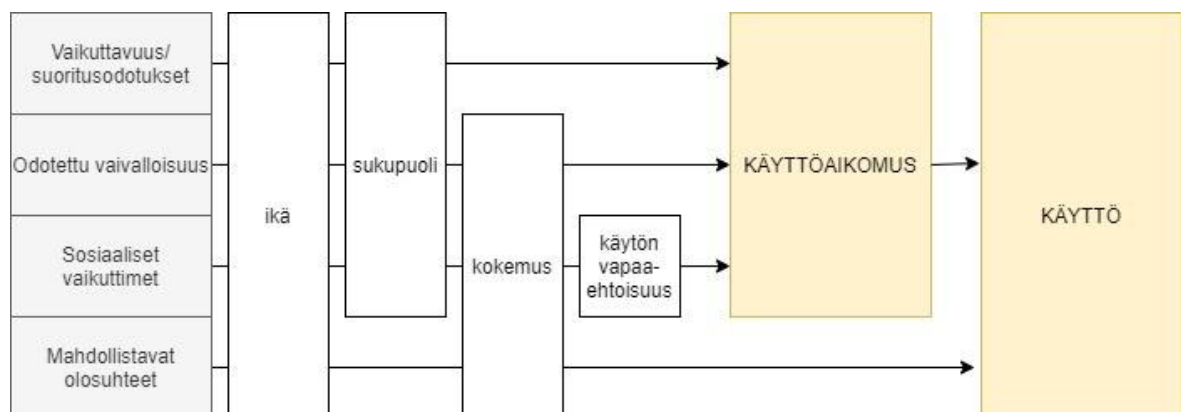 Vaikuttavuus/
suoritusodotukset
Odotettu vaivalloisuus
Sosiaaliset
vaikuttimet
Mahdollistavat
olosuhteet
ikä
sukupuoli
kokemus
käytön
vapaa-
ehtoisuus
KÄYTTÖAIKOMUS
KÄYTTÖ